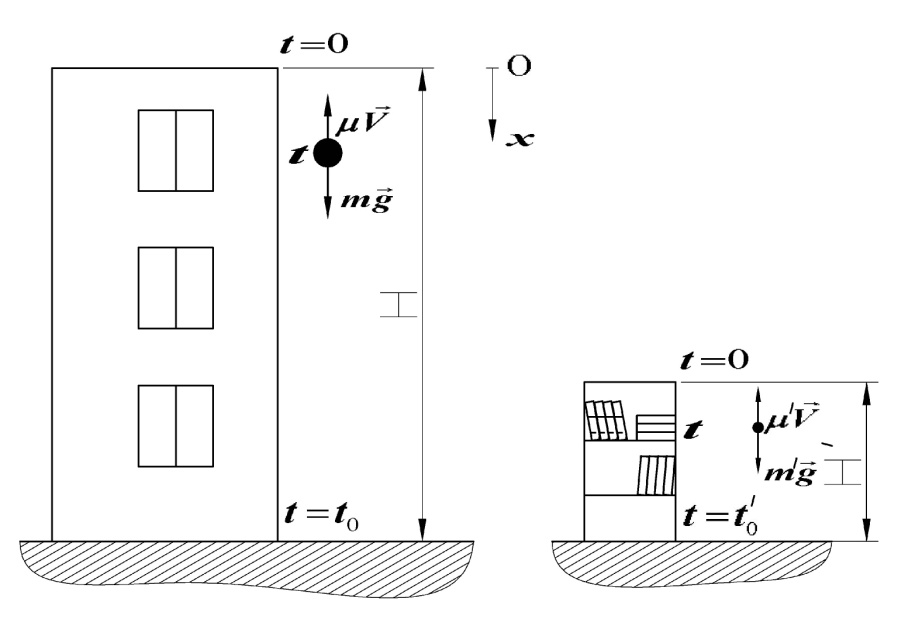 t=0
O
μV⃗
t
x
mg⃗
H
t=t₀
t=0
μ′V⃗
t
m′g⃗
H′
t=t₀′